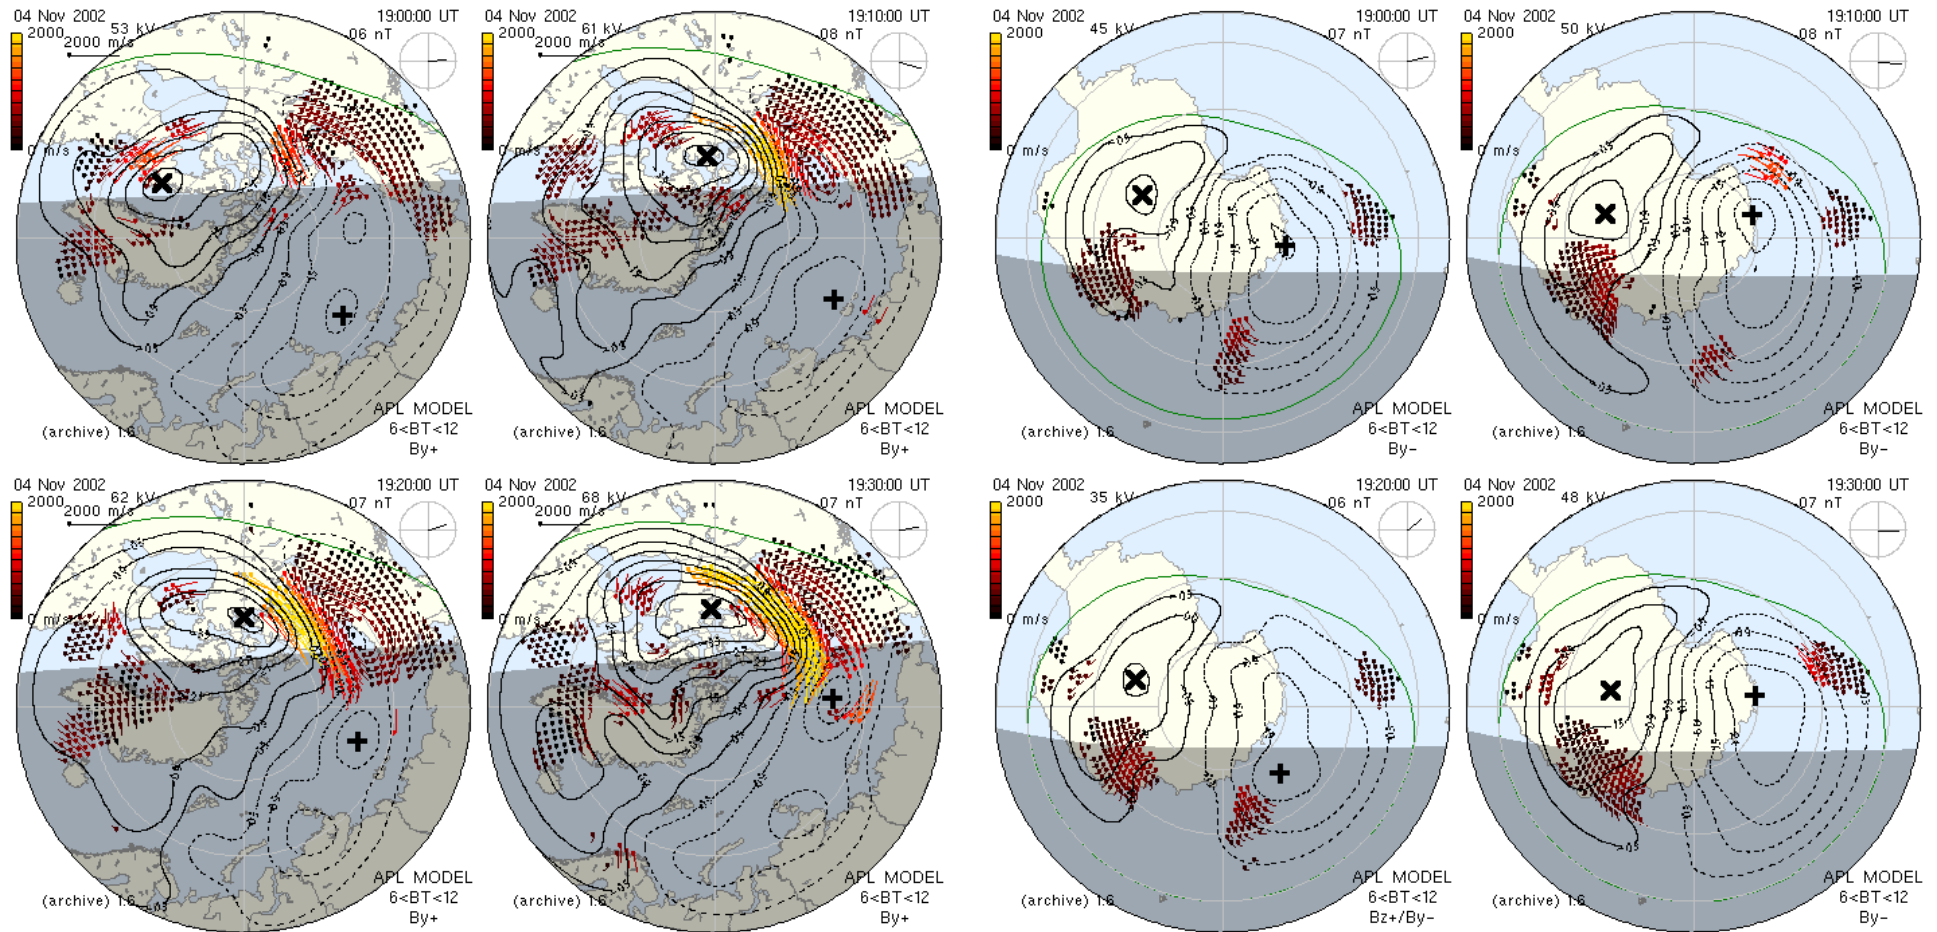 04 Nov 2002
19:00:00 UT
53 kV
06 nT
2000
2000 m/s
0 m/s
APL MODEL
6<BT<12
By+
(archive) 1.6
04 Nov 2002
19:10:00 UT
61 kV
08 nT
2000
2000 m/s
0 m/s
APL MODEL
6<BT<12
By+
(archive) 1.6
04 Nov 2002
19:00:00 UT
45 kV
07 nT
2000
0 m/s
APL MODEL
6<BT<12
By-
(archive) 1.6
04 Nov 2002
19:10:00 UT
50 kV
08 nT
2000
0 m/s
APL MODEL
6<BT<12
By-
(archive) 1.6
04 Nov 2002
19:20:00 UT
62 kV
07 nT
2000
2000 m/s
0 m/s
APL MODEL
6<BT<12
By+
(archive) 1.6
04 Nov 2002
19:30:00 UT
68 kV
07 nT
2000
2000 m/s
0 m/s
APL MODEL
6<BT<12
By+
(archive) 1.6
04 Nov 2002
19:20:00 UT
35 kV
06 nT
2000
0 m/s
APL MODEL
6<BT<12
Bz+/By-
(archive) 1.6
04 Nov 2002
19:30:00 UT
48 kV
07 nT
2000
0 m/s
APL MODEL
6<BT<12
By-
(archive) 1.6